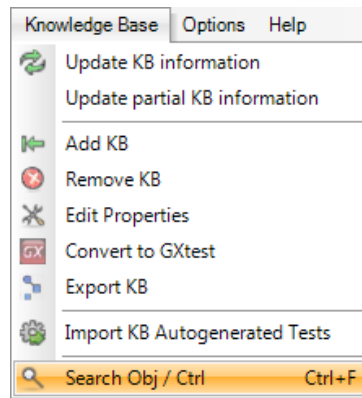 Knowledge Base Options Help
Update KB information
Update partial KB information
Add KB
Remove KB
Edit Properties
GX Convert to GXtest
Export KB
Import KB Autogenerated Tests
Search Obj / Ctrl Ctrl+F